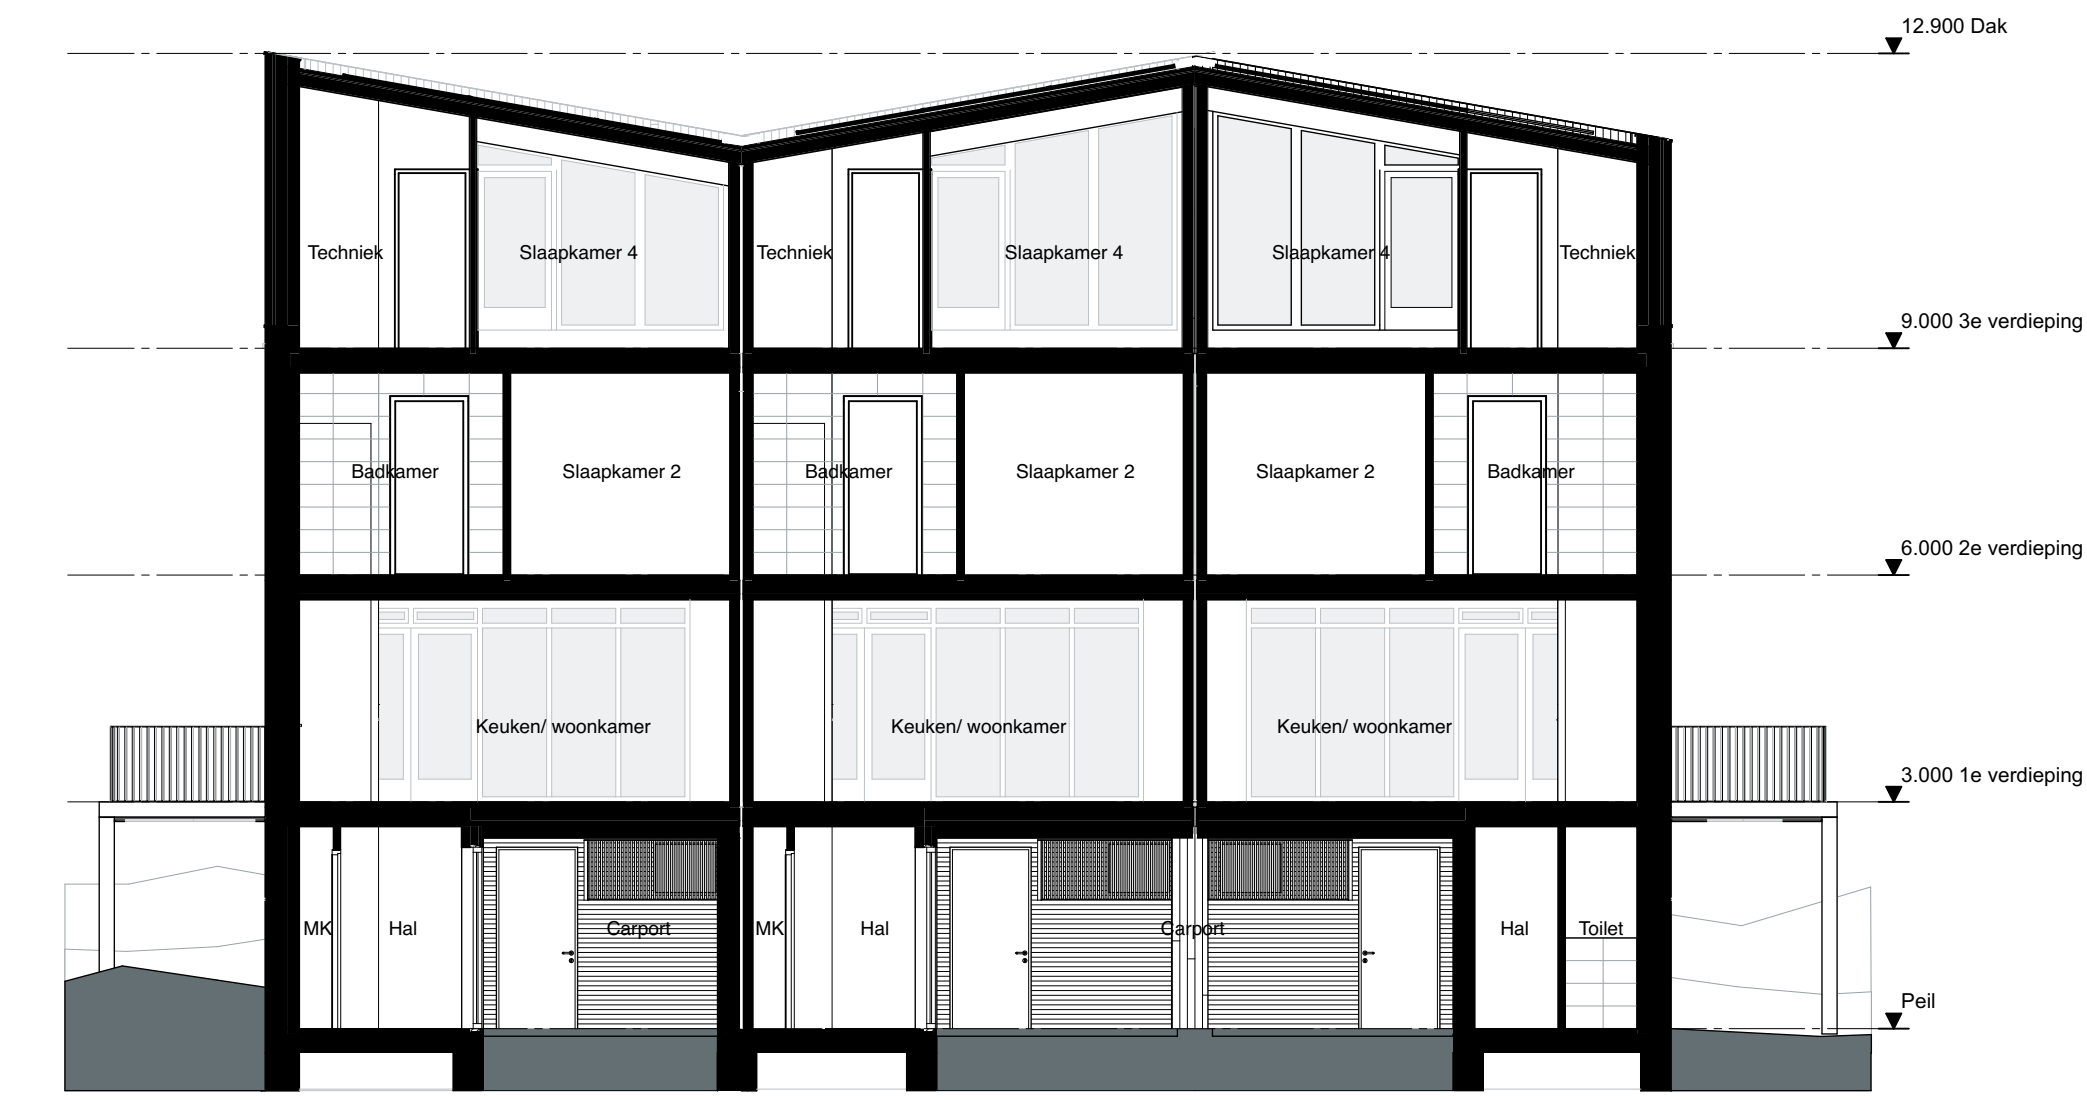 12.900 Dak
Techniek
Slaapkamer 4
Techniek
Slaapkamer 4
Slaapkamer 4
Techniek
9.000 3e verdieping
Badkamer
Slaapkamer 2
Badkamer
Slaapkamer 2
Slaapkamer 2
Badkamer
6.000 2e verdieping
Keuken/ woonkamer
Keuken/ woonkamer
Keuken/ woonkamer
3.000 1e verdieping
MK
Hal
Carport
MK
Hal
Carport
Hal
Toilet
Peil